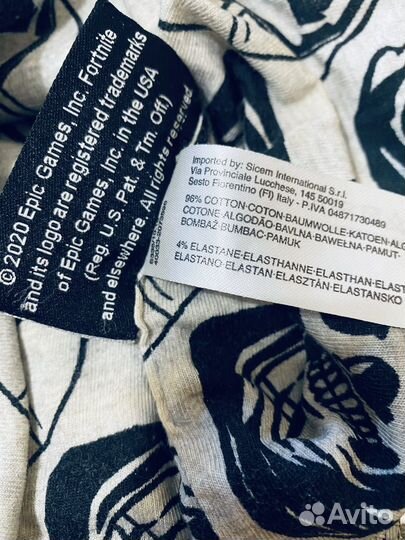 © 2020 Epic Games, Inc. Fortnite
and its logo are registered trademarks
of Epic Games, Inc. in the USA
(Reg. U.S. Pat. & Tm. Off.)
and elsewhere. All rights reserved.
Imported by: Sicem International S.r.l.
Via Provinciale Lucchese, 145 50019
Sesto Fiorentino (FI) Italy - P.IVA 04871730489
96% COTTON-COTON-BAUMWOLLE-KATOEN-
COTONE-ALGODÃO-BAVLNA-BAWEŁNA-PAMUT-
BOMBAŽ BUMBAC-PAMUK
4% ELASTANE-ELASTHANNE-ELASTHAN-
ELASTANO-ELASTAN-ELASZTÁN-ELASTANSKO
Avito